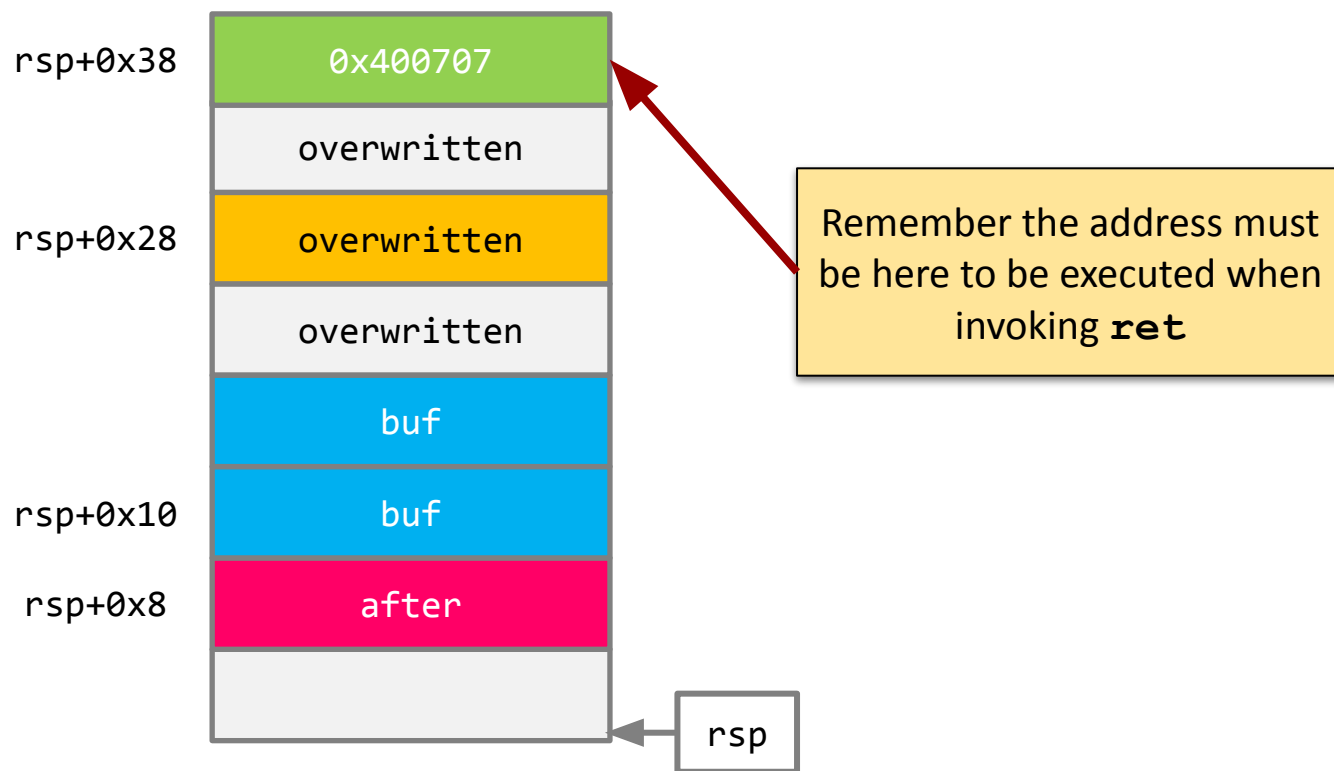 rsp+0x38
0x400707
overwritten
rsp+0x28
overwritten
overwritten
buf
rsp+0x10
buf
rsp+0x8
after
rsp
Remember the address must
be here to be executed when
invoking ret